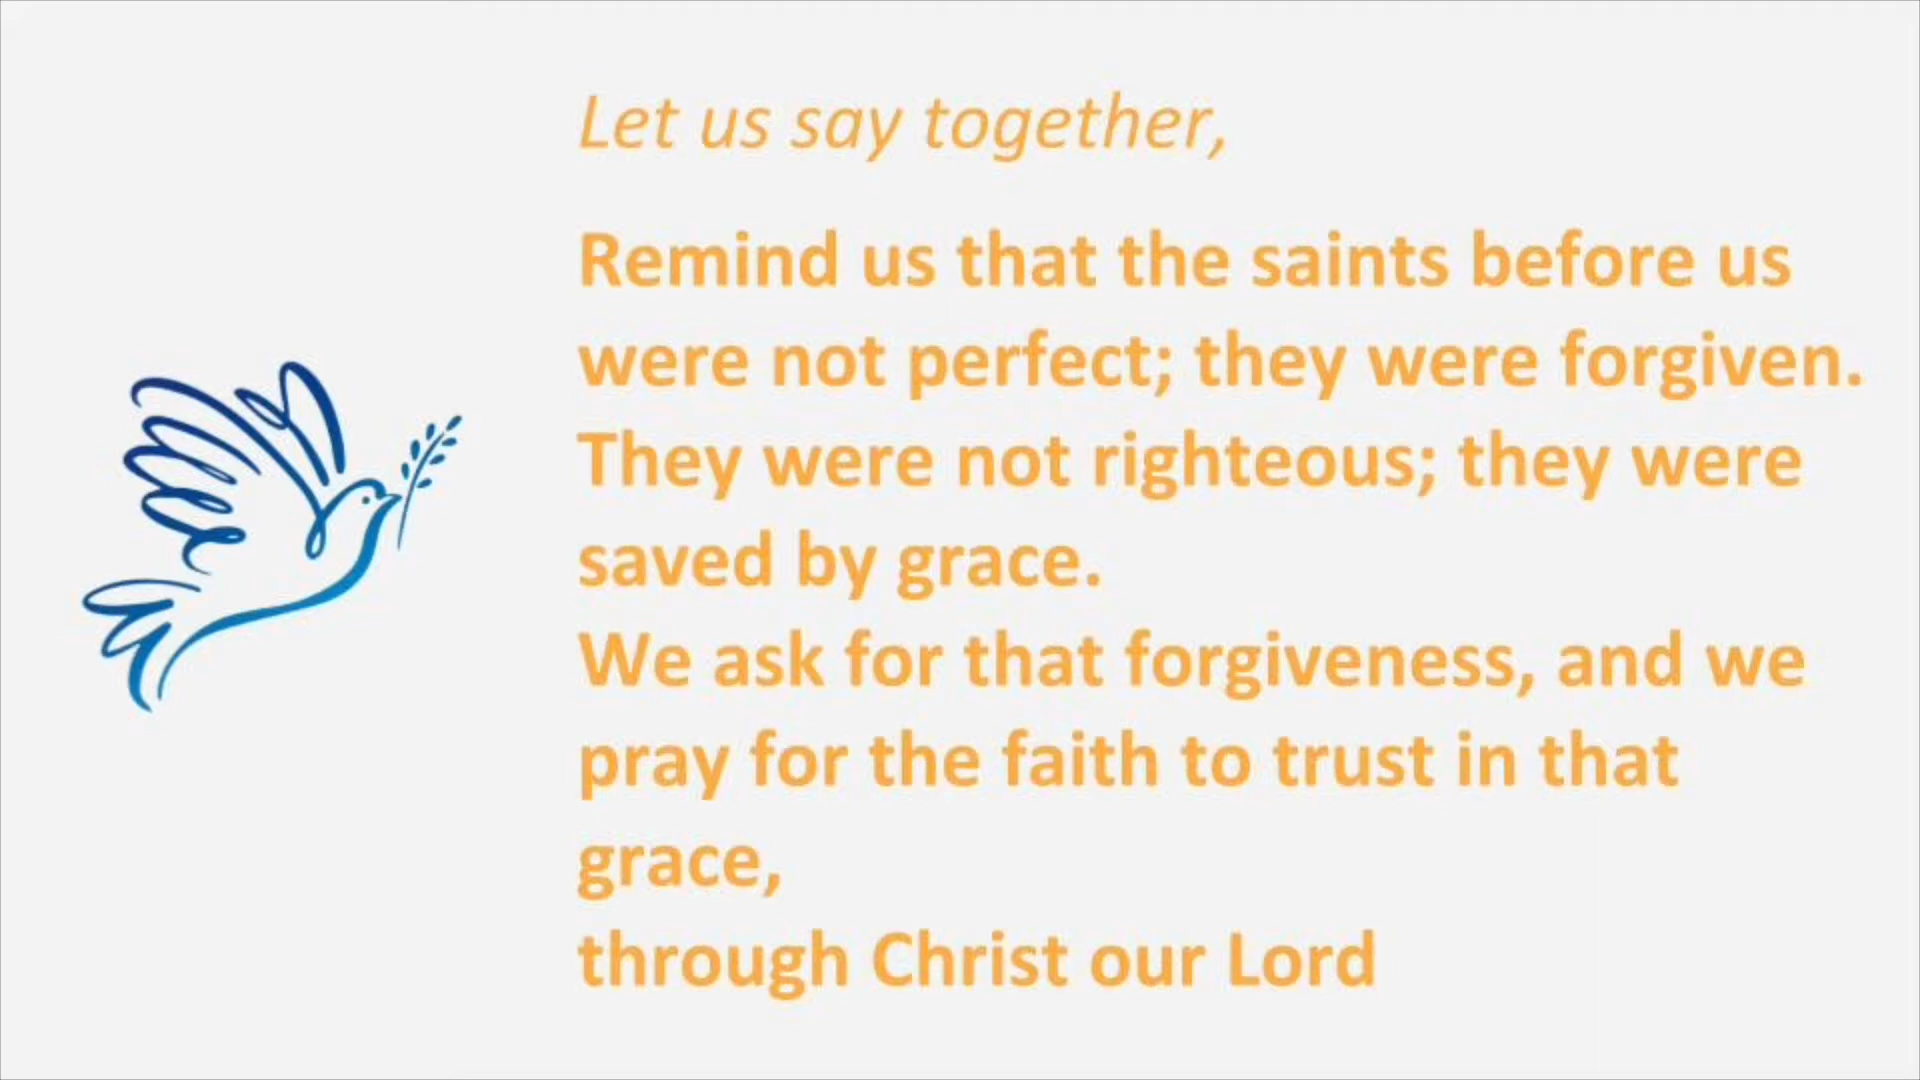 Let us say together,
Remind us that the saints before us
were not perfect; they were forgiven.
They were not righteous; they were
saved by grace.
We ask for that forgiveness, and we
pray for the faith to trust in that
grace,
through Christ our Lord